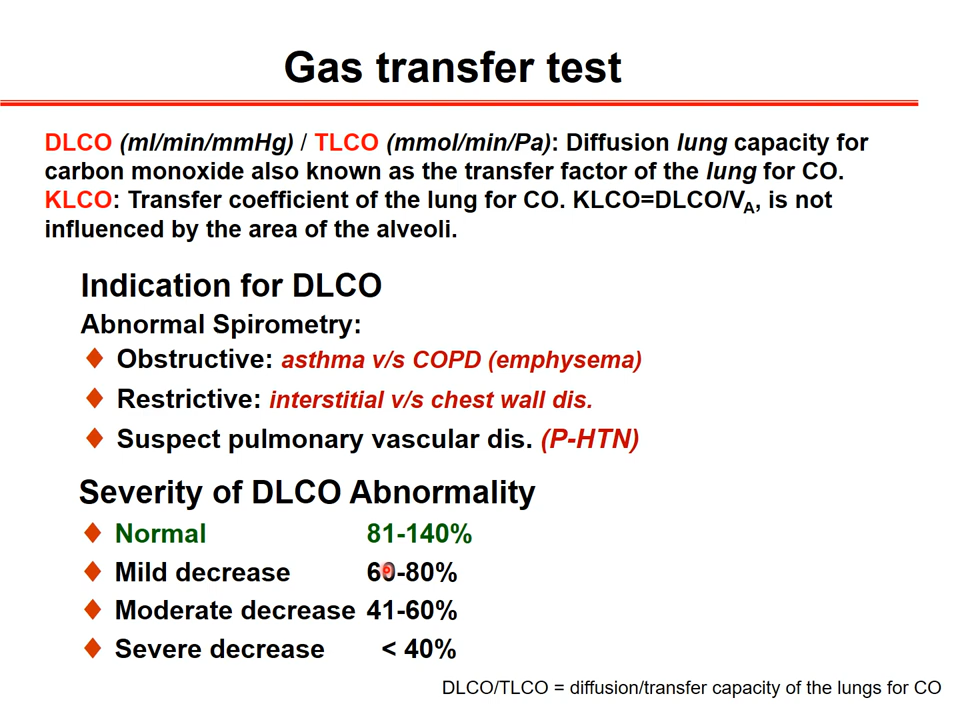 Gas transfer test
DLCO (ml/min/mmHg) / TLCO (mmol/min/Pa): Diffusion lung capacity for
carbon monoxide also known as the transfer factor of the lung for CO.
KLCO: Transfer coefficient of the lung for CO. KLCO=DLCO/VA, is not
influenced by the area of the alveoli.
Indication for DLCO
Abnormal Spirometry:
Obstructive: asthma v/s COPD (emphysema)
Restrictive: interstitial v/s chest wall dis.
Suspect pulmonary vascular dis. (P-HTN)
Severity of DLCO Abnormality
Normal 81-140%
Mild decrease 60-80%
Moderate decrease 41-60%
Severe decrease < 40%
DLCO/TLCO = diffusion/transfer capacity of the lungs for CO